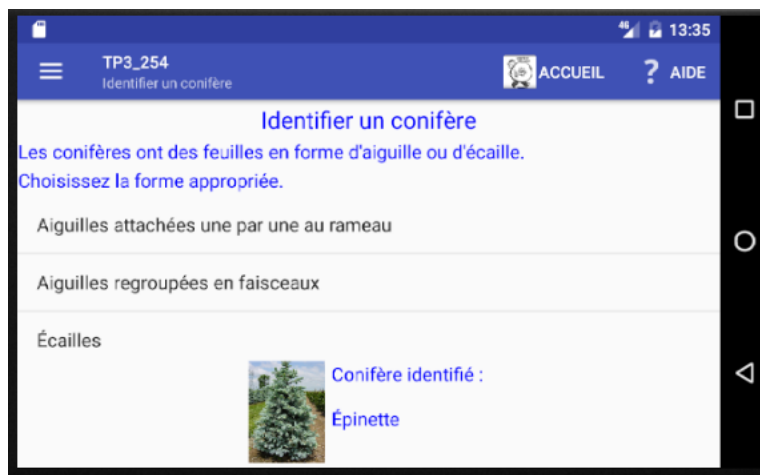 46 13:35
TP3_254
Identifier un conifère
ACCUEIL
? AIDE
Identifier un conifère
Les conifères ont des feuilles en forme d'aiguille ou d'écaille.
Choisissez la forme appropriée.
Aiguilles attachées une par une au rameau
Aiguilles regroupées en faisceaux
Écailles
Conifère identifié :
Épinette